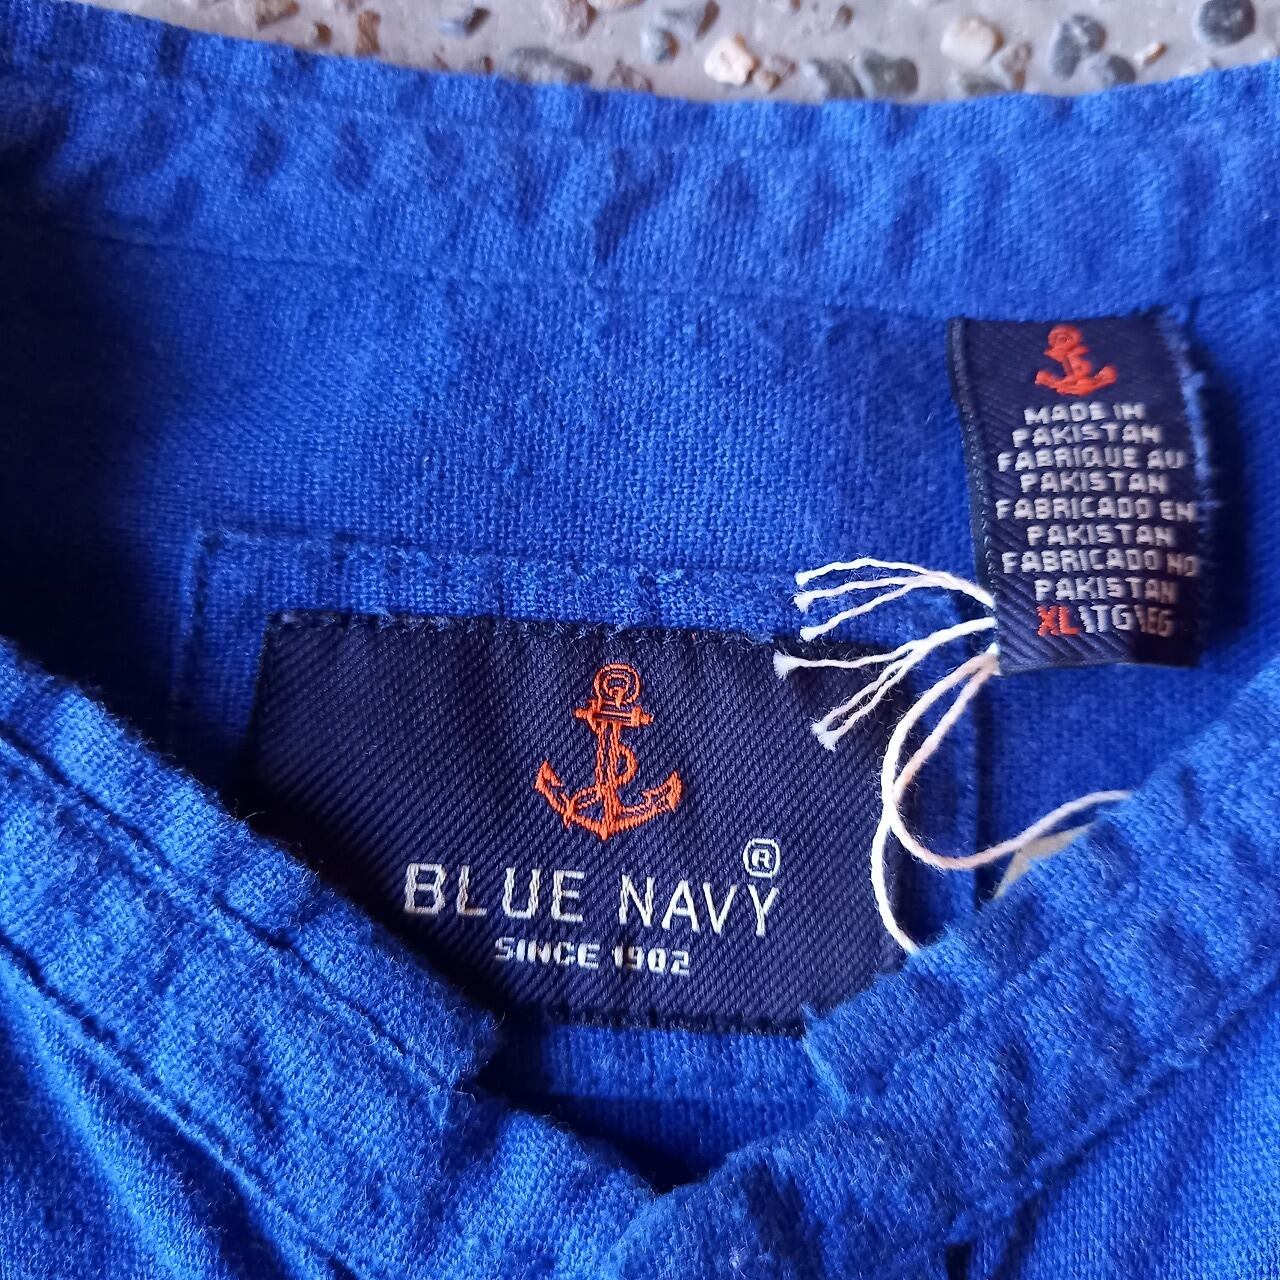 MADE IN
PAKISTAN
FABRIQUE AU
PAKISTAN
FABRICADO EN
PAKISTAN
FABRICADO NO
PAKISTAN
XL\TG\EG
BLUE NAVY®
SINCE 1902